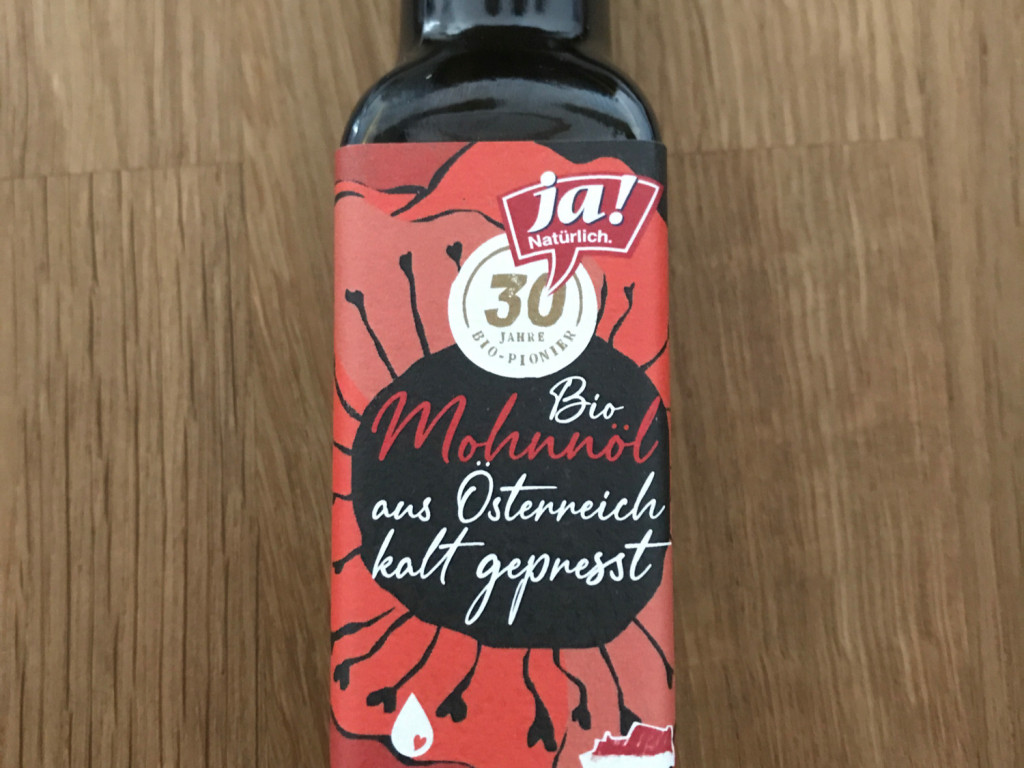 ja!
Natürlich.
30
JAHRE
BIO-PIONIER
Bio
Mohnnöl
aus Österreich
kalt gepresst